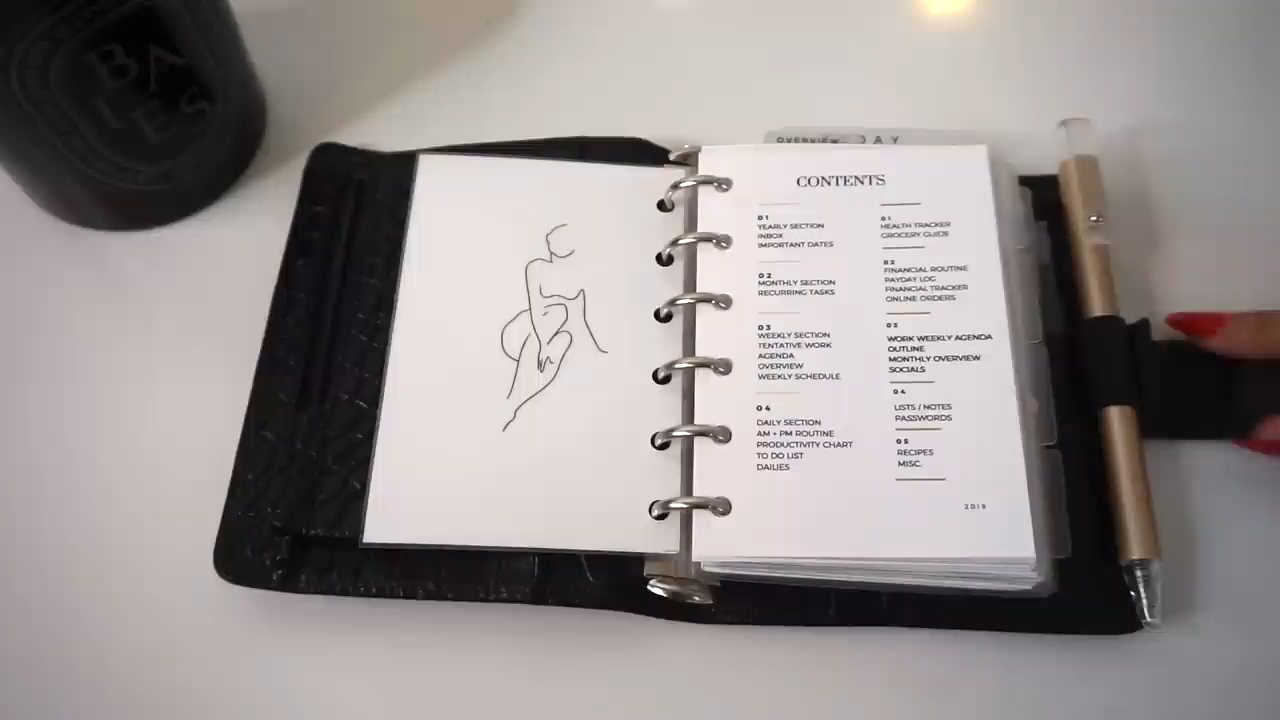 BA
IES
OVERVIEW DAY
CONTENTS
01
YEARLY SECTION
INBOX
IMPORTANT DATES
02
MONTHLY SECTION
RECURRING TASKS
03
WEEKLY SECTION
TENTATIVE WORK
AGENDA
OVERVIEW
WEEKLY SCHEDULE
04
DAILY SECTION
AM + PM ROUTINE
PRODUCTIVITY CHART
TO DO LIST
DAILIES
01
HEALTH TRACKER
GROCERY GUIDE
02
FINANCIAL ROUTINE
PAYDAY LOG
FINANCIAL TRACKER
ONLINE ORDERS
03
WORK WEEKLY AGENDA
OUTLINE
MONTHLY OVERVIEW
SOCIALS
04
LISTS / NOTES
PASSWORDS
05
RECIPES
MISC.
2019